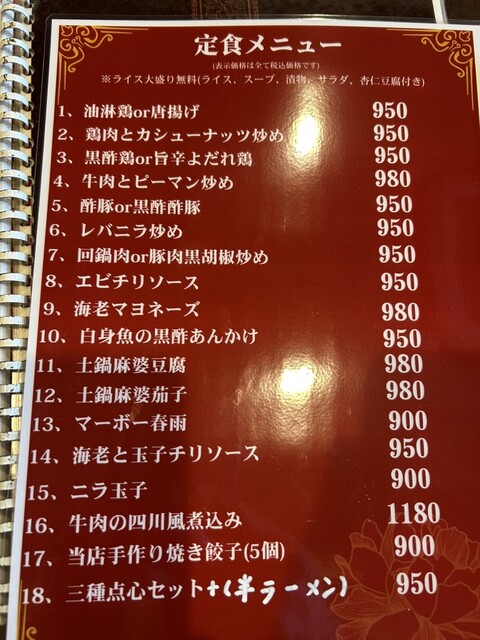 定食メニュー
(表示価格は全て税込価格です)
※ライス大盛り無料(ライス、スープ、漬物、サラダ、杏仁豆腐付き)
1、油淋鶏or唐揚げ 950
2、鶏肉とカシューナッツ炒め 950
3、黒酢鶏or旨辛よだれ鶏 950
4、牛肉とピーマン炒め 980
5、酢豚or黒酢酢豚 950
6、レバニラ炒め 950
7、回鍋肉or豚肉黒胡椒炒め 950
8、エビチリソース 950
9、海老マヨネーズ 980
10、白身魚の黒酢あんかけ 950
11、土鍋麻婆豆腐 980
12、土鍋麻婆茄子 980
13、マーボー春雨 900
14、海老と玉子チリソース 950
15、ニラ玉子 900
16、牛肉の四川風煮込み 1180
17、当店手作り焼き餃子(5個) 900
18、三種点心セット+(半ラーメン) 950